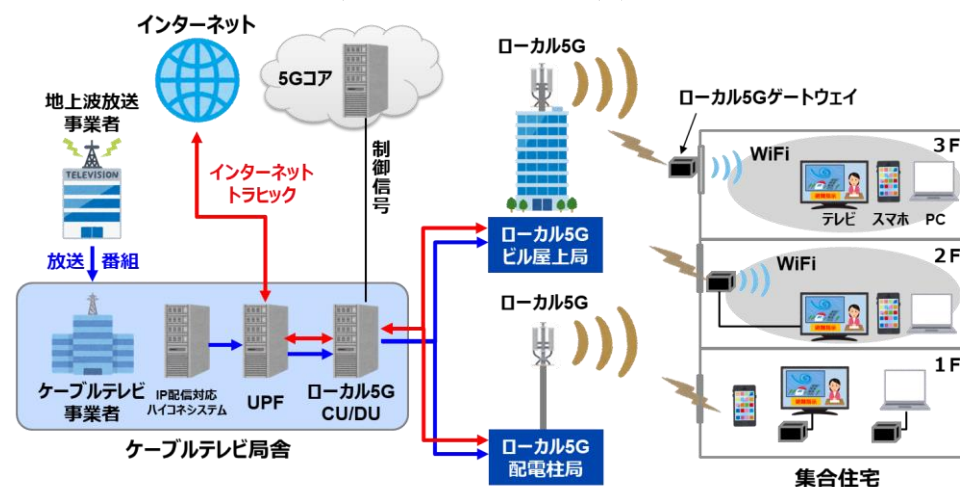 インターネット
5Gコア
地上波放送
事業者
TELEVISION
インターネット
トラヒック
制御信号
放送 番組
ケーブルテレビ
事業者
IP配信対応
ハイコネシステム
UPF
ローカル5G
CU/DU
ケーブルテレビ局舎
ローカル5G
ローカル5G
ビル屋上局
ローカル5G
ローカル5G
配電柱局
ローカル5Gゲートウェイ
3F
WiFi
テレビ
スマホ
PC
2F
WiFi
1F
集合住宅